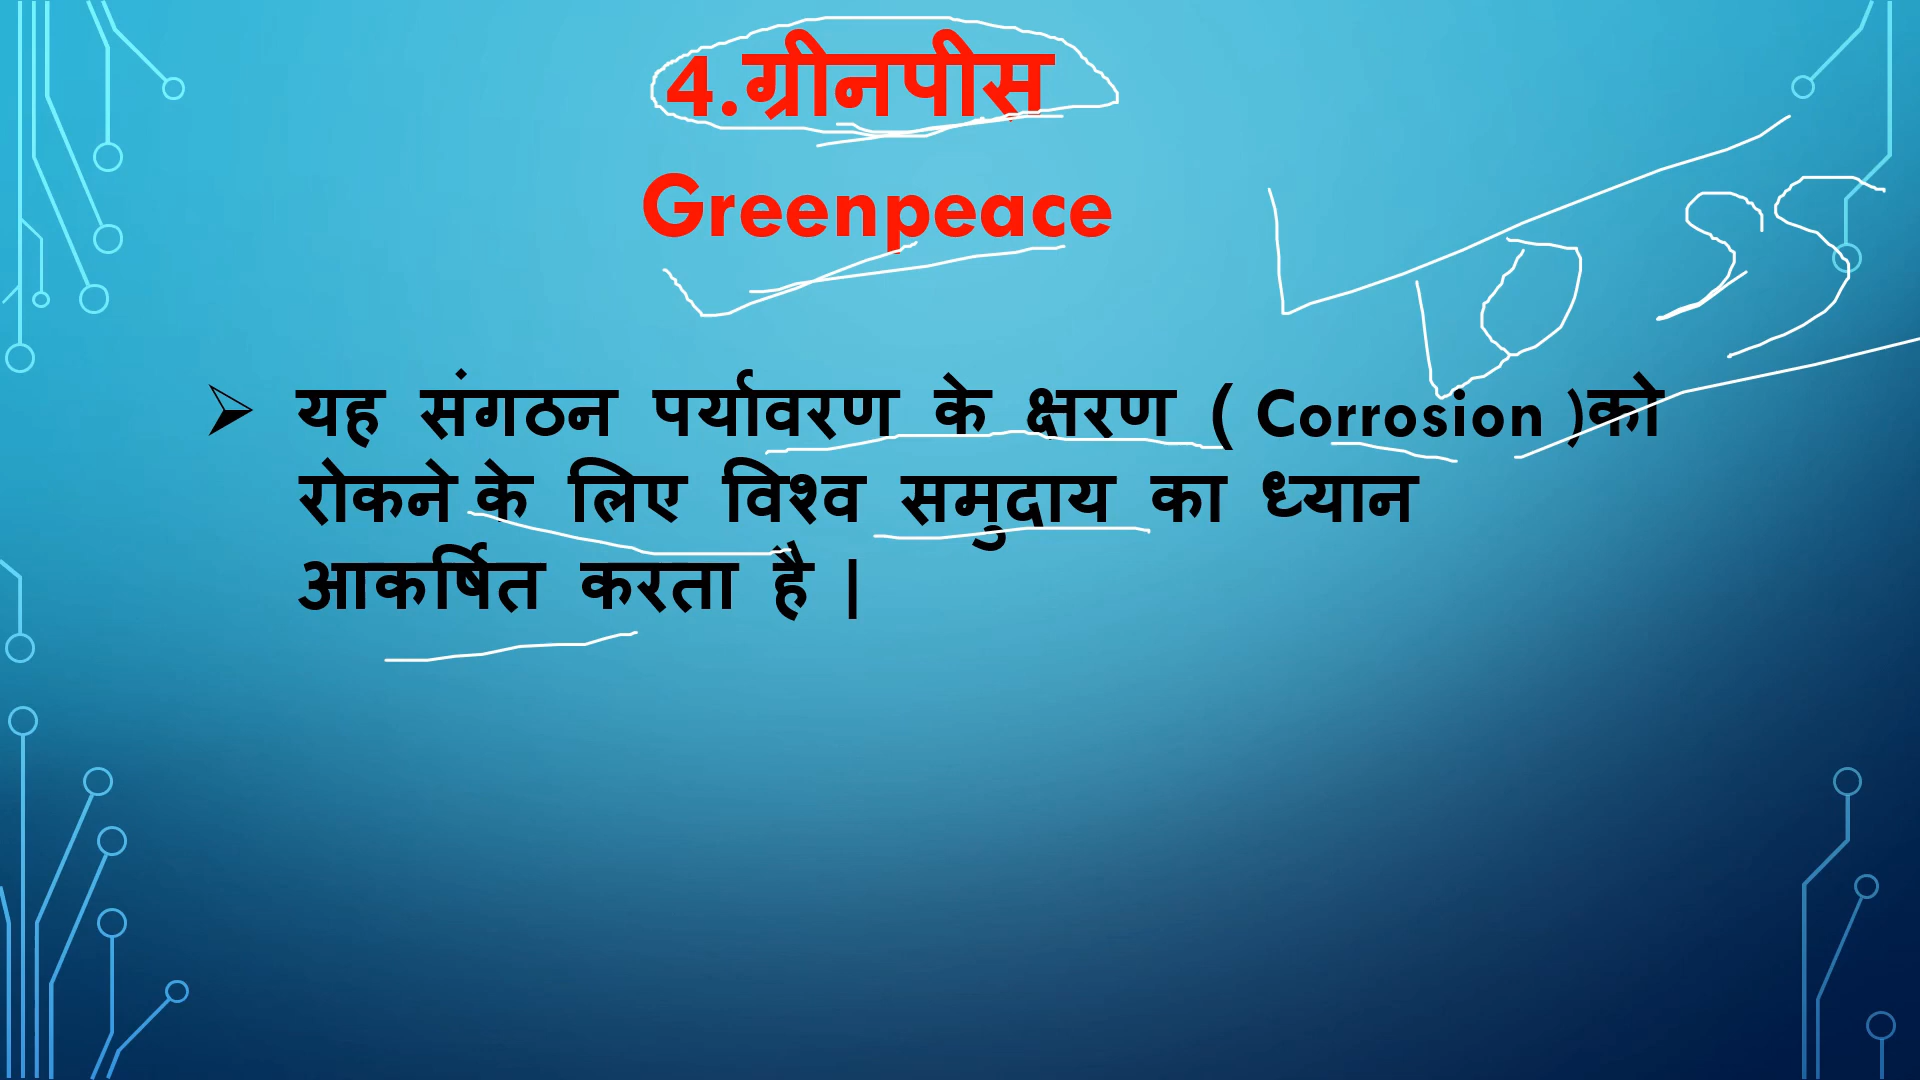 4.ग्रीनपीस
Greenpeace
➢ यह संगठन पर्यावरण के क्षरण ( Corrosion )को
रोकने के लिए विश्व समुदाय का ध्यान
आकर्षित करता है |